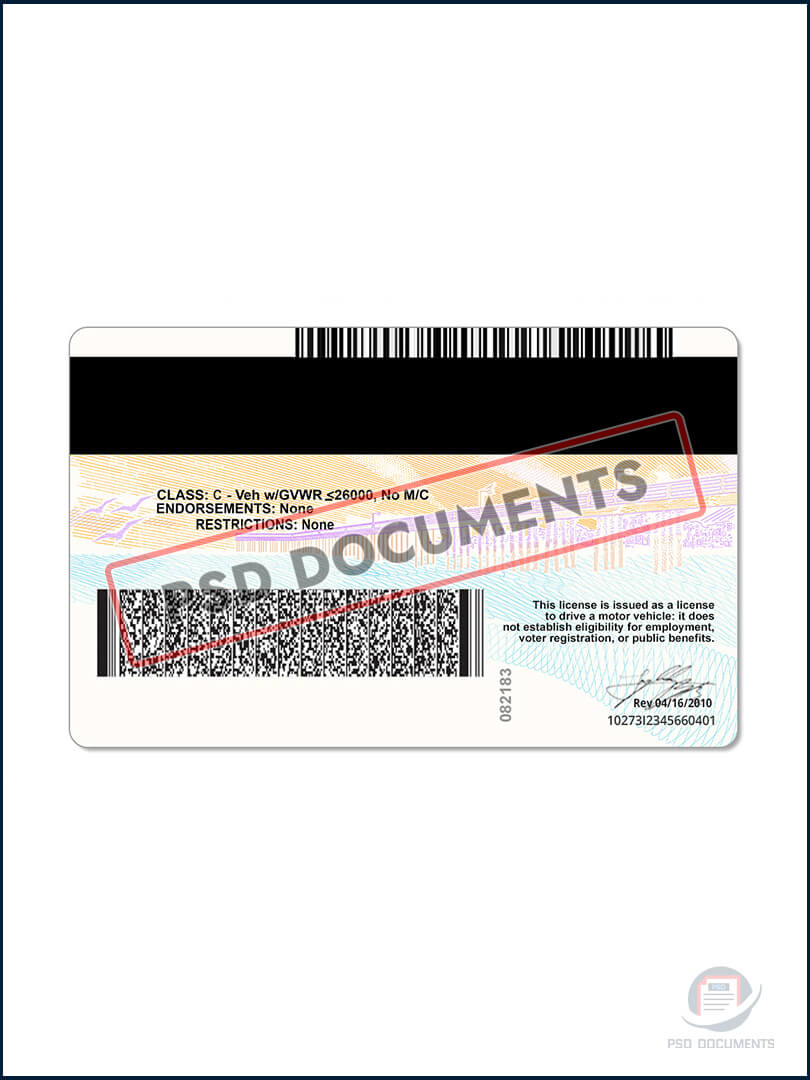 CLASS: C - Veh w/GVWR ≤26000, No M/C
ENDORSEMENTS: None
RESTRICTIONS: None
PSD DOCUMENTS
This license is issued as a license
to drive a motor vehicle: it does
not establish eligibility for employment,
voter registration, or public benefits.
082183
Rev 04/16/2010
10273I2345660401
PSD
PSD DOCUMENTS